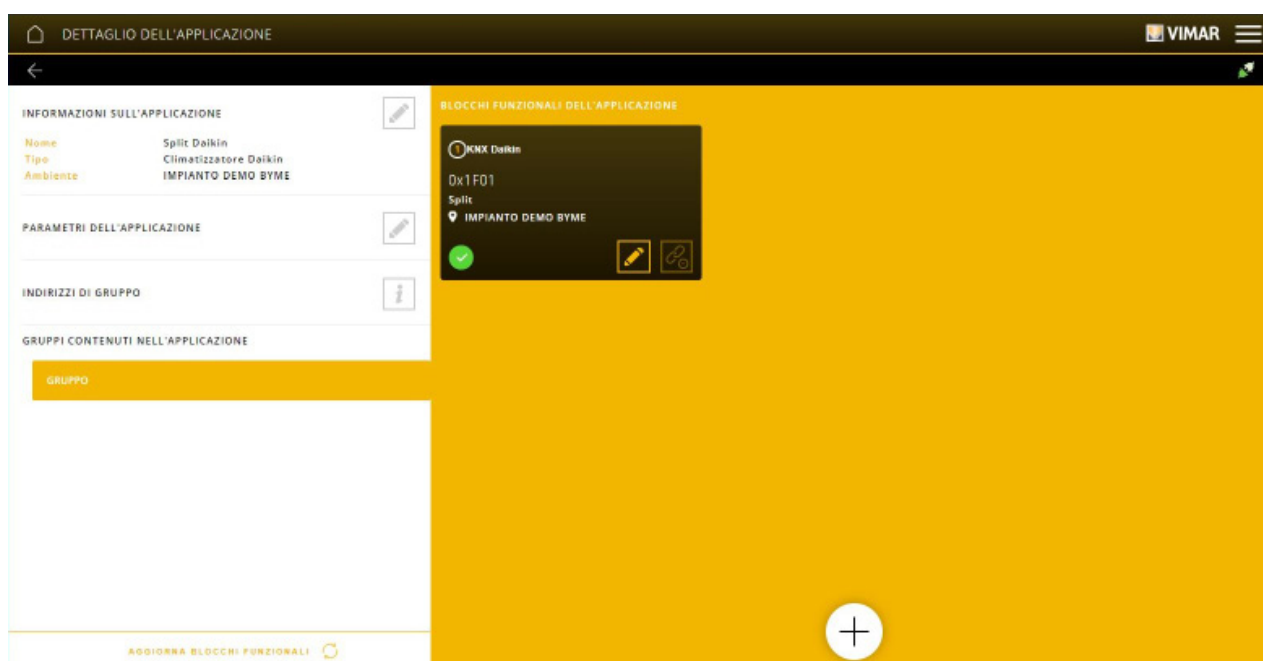 DETTAGLIO DELL'APPLICAZIONE
VIMAR
INFORMAZIONI SULL'APPLICAZIONE
Nome Split Daikin
Tipo Climatizzatore Daikin
Ambiente IMPIANTO DEMO BYME
PARAMETRI DELL'APPLICAZIONE
INDIRIZZI DI GRUPPO
i
GRUPPI CONTENUTI NELL'APPLICAZIONE
GRUPPO
AGGIORNA BLOCCHI FUNZIONALI
BLOCCHI FUNZIONALI DELL'APPLICAZIONE
1 KNX Daikin
0x1F01
Split
IMPIANTO DEMO BYME